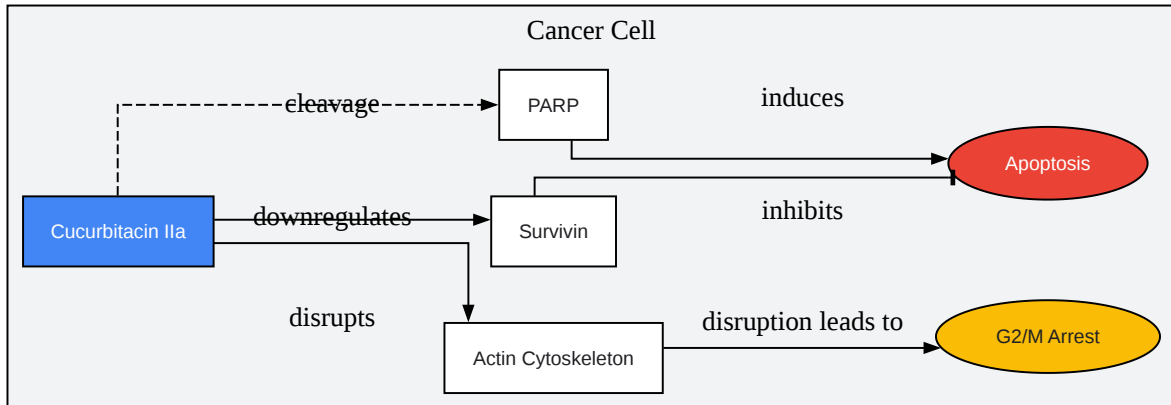 Cancer Cell
cleavage
PARP
induces
Apoptosis
Cucurbitacin IIa
downregulates
Survivin
inhibits
disrupts
Actin Cytoskeleton
disruption leads to
G2/M Arrest